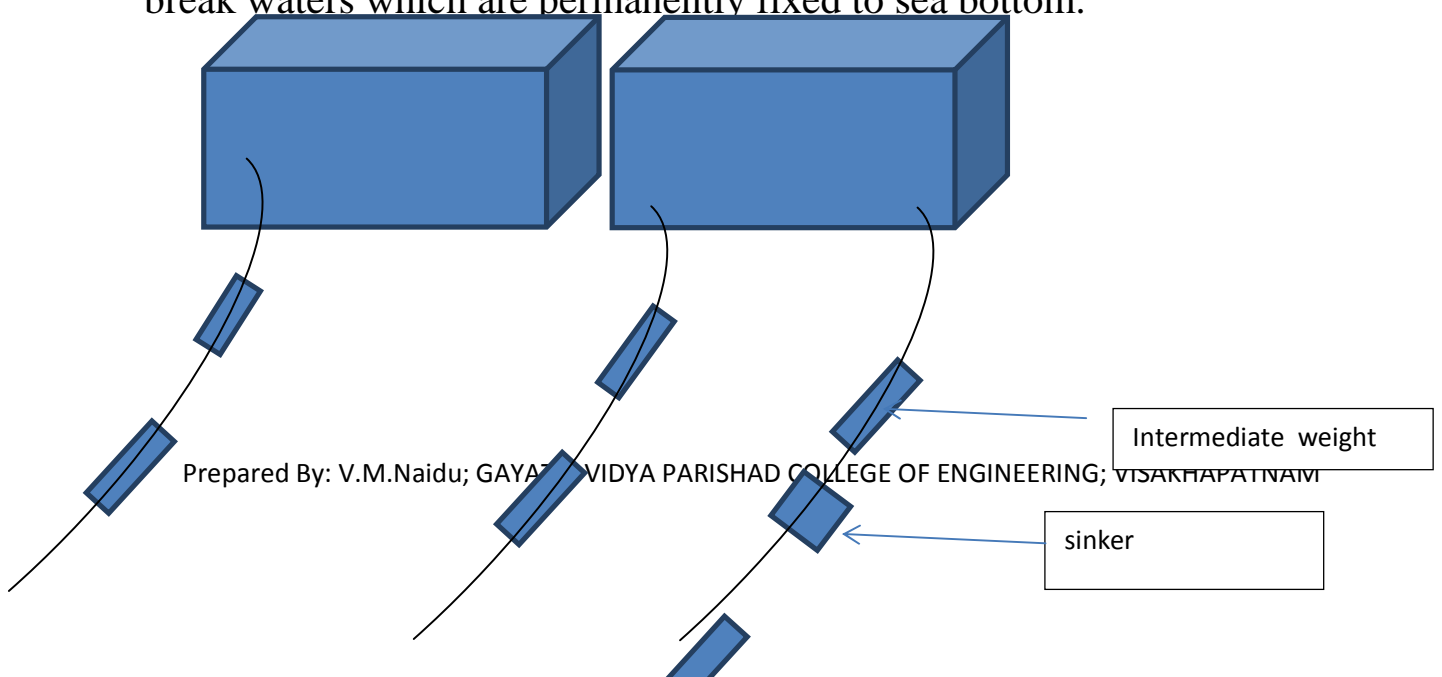 break waters which are permanently fixed to sea bottom.
Intermediate weight
Prepared By: V.M.Naidu; VIDYA PARISHAD COLLEGE OF ENGINEERING; VISAKHAPATNAM
sinker